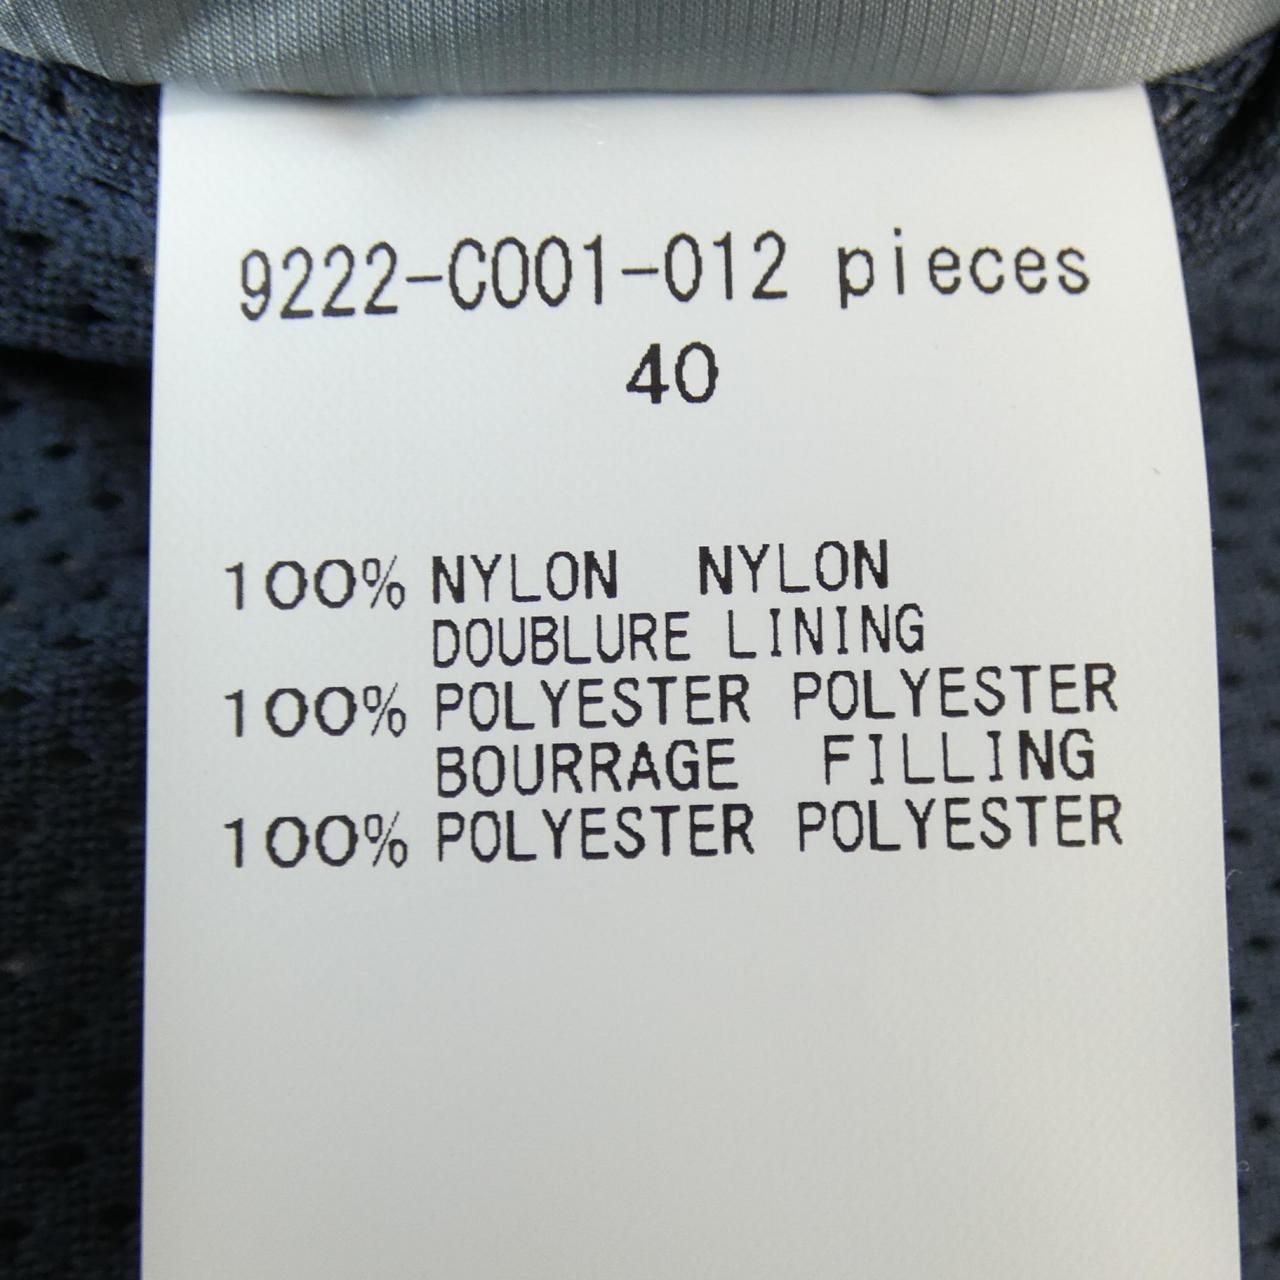 9222-C001-012 pieces
40
100% NYLON NYLON
DOUBLURE LINING
100% POLYESTER POLYESTER
BOURRAGE FILLING
100% POLYESTER POLYESTER